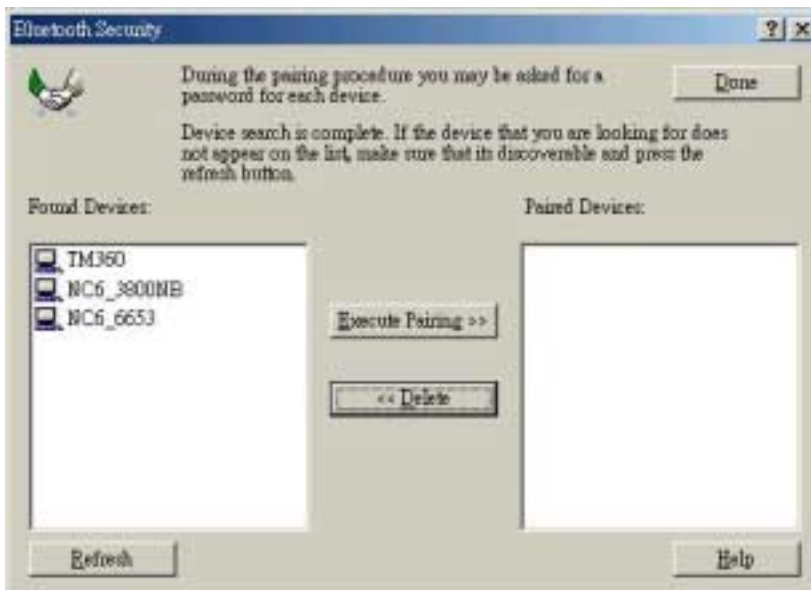 Bluetooth Security
During the pairing procedure you may be asked for a
password for each device.
Done
Device search is complete. If the device that you are looking for does
not appear on the list, make sure that its discoverable and press the
refresh button.
Found Devices:
Paired Devices:
TM360
NC6_3800NB
NC6_6653
Execute Pairing >>
<< Delete
Refresh
Help